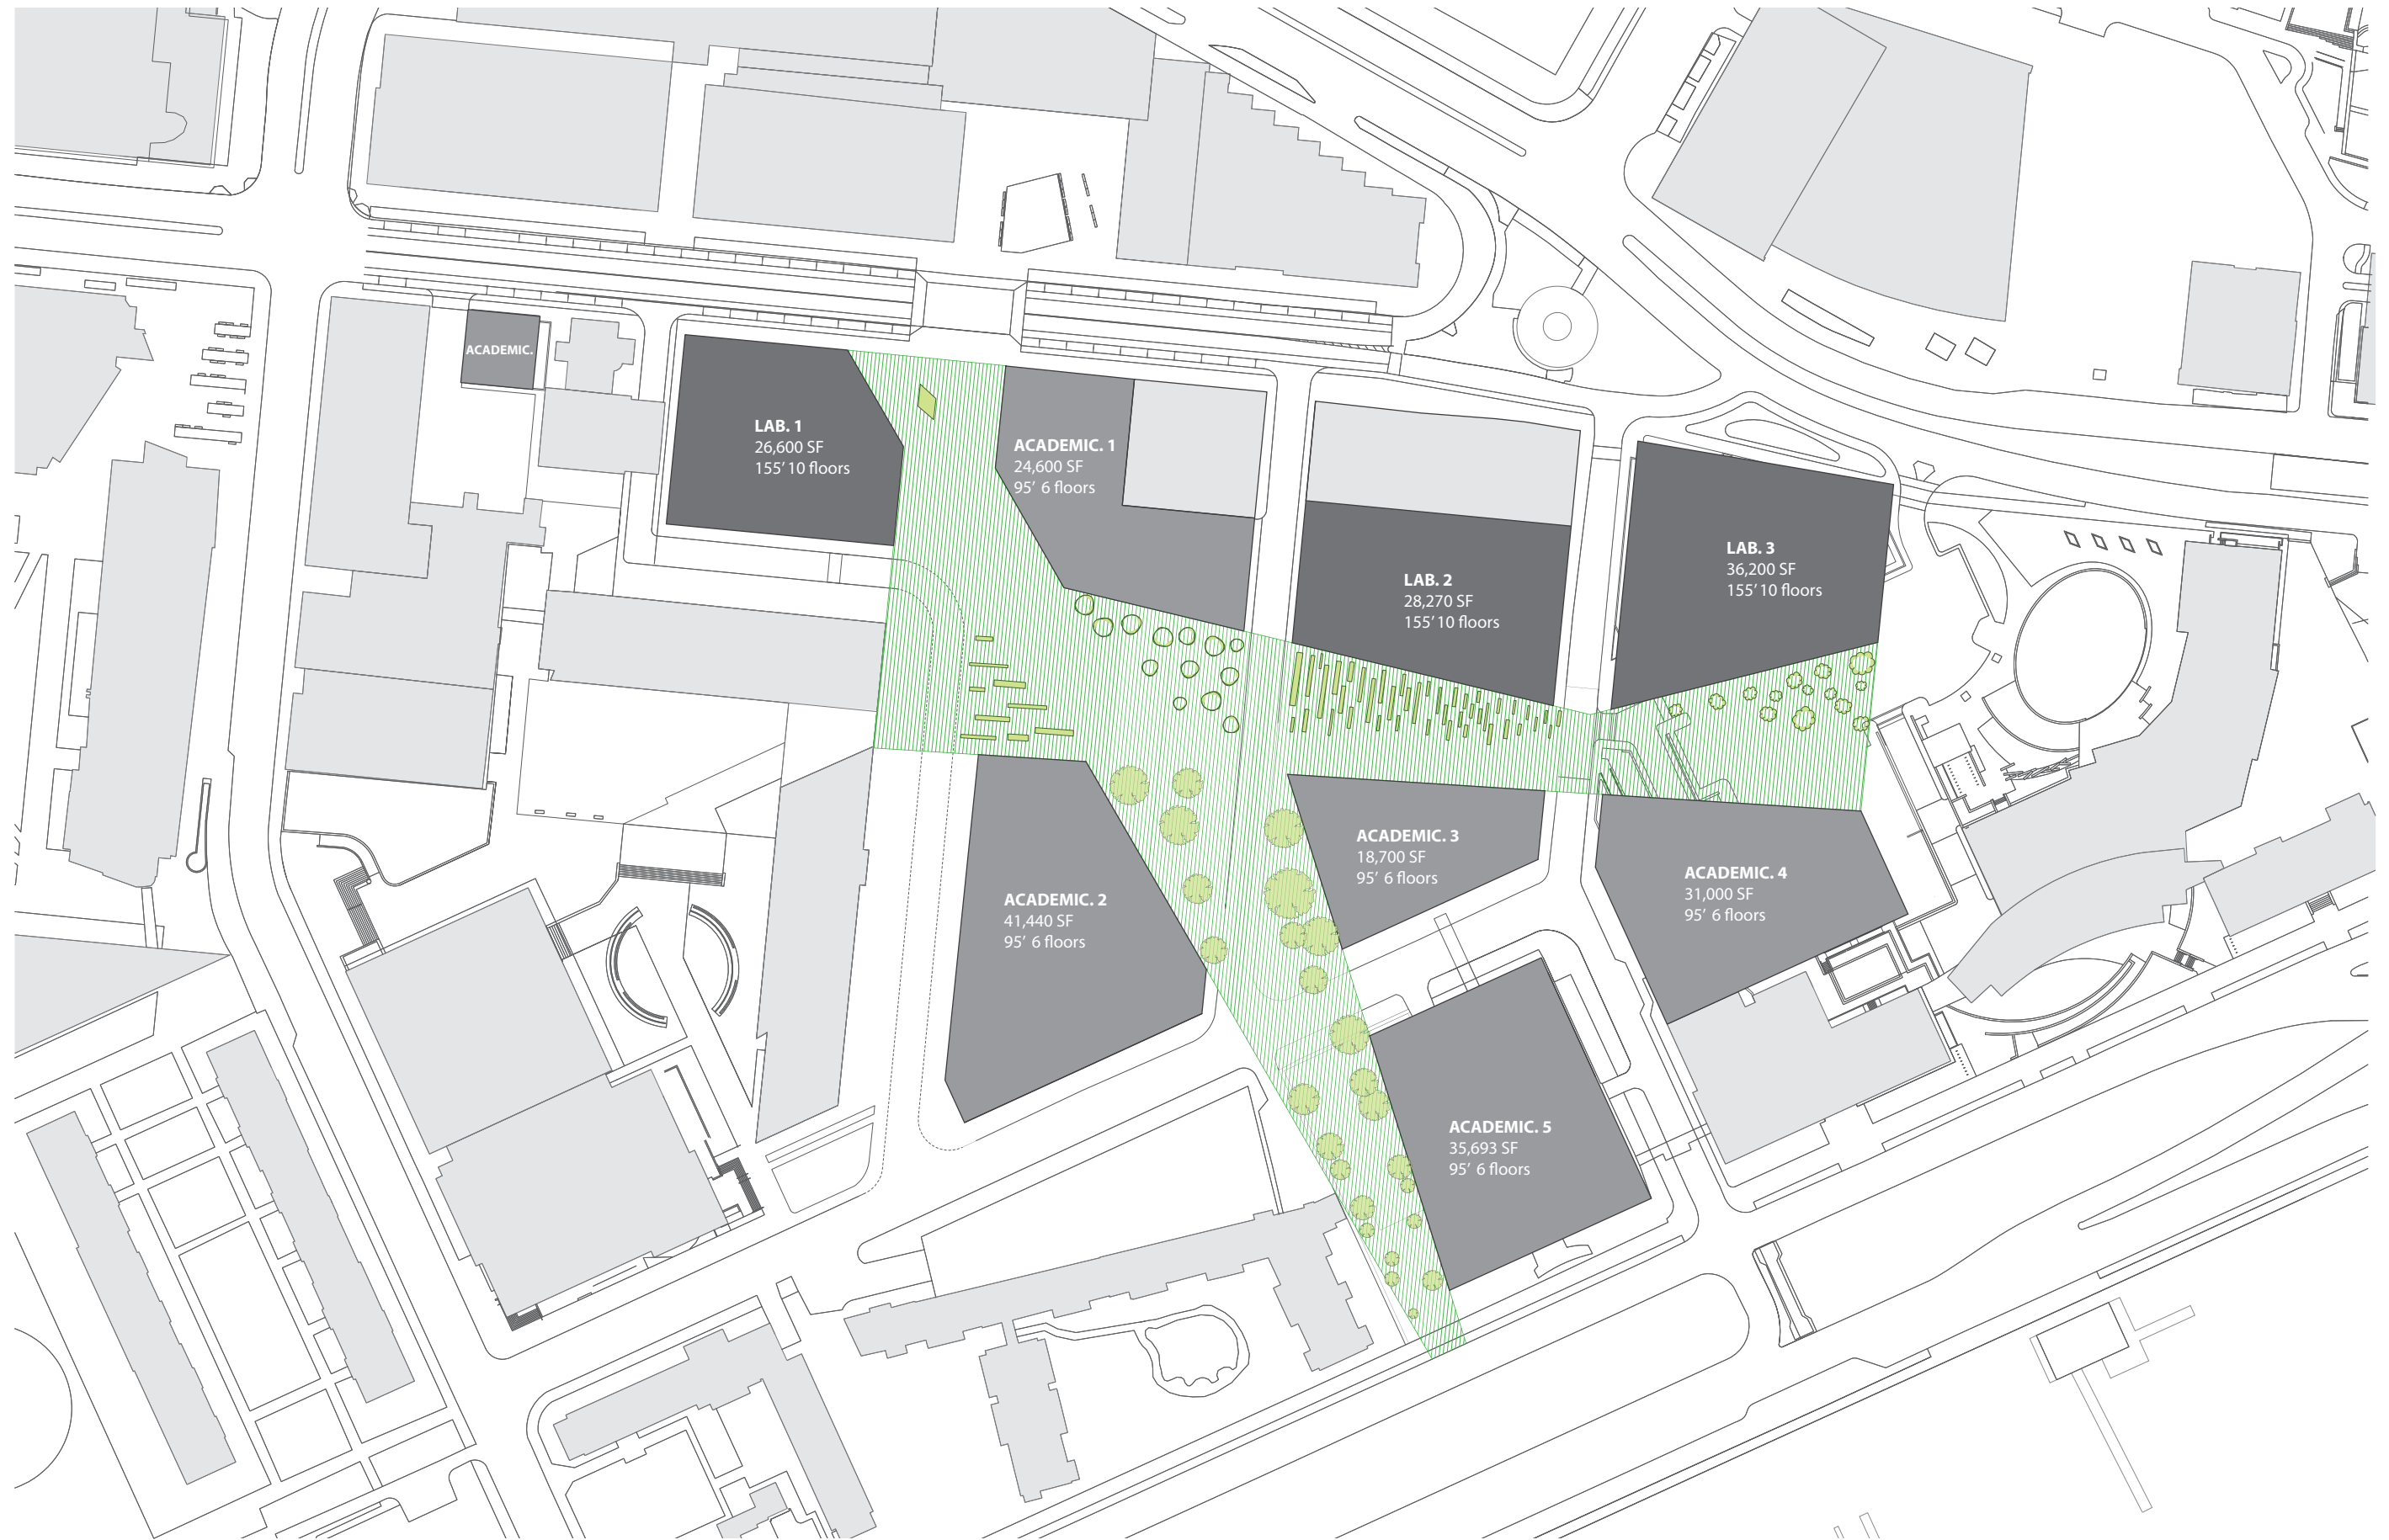 ACADEMIC.
LAB. 1
26,600 SF
155' 10 floors
ACADEMIC. 1
24,600 SF
95' 6 floors
LAB. 2
28,270 SF
155' 10 floors
LAB. 3
36,200 SF
155' 10 floors
ACADEMIC. 2
41,440 SF
95' 6 floors
ACADEMIC. 3
18,700 SF
95' 6 floors
ACADEMIC. 4
31,000 SF
95' 6 floors
ACADEMIC. 5
35,693 SF
95' 6 floors